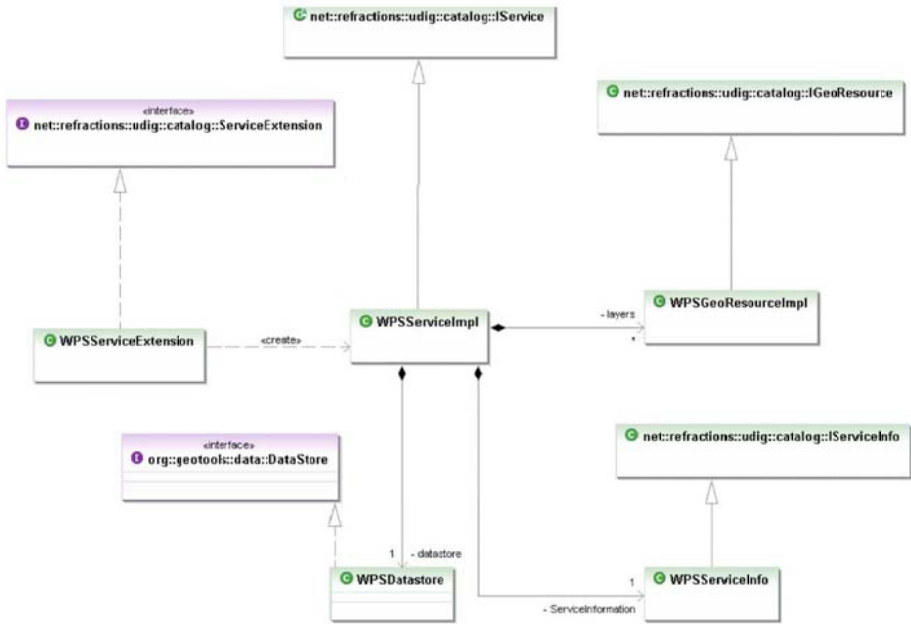 net::refractions::udig::catalog::IService
net::refractions::udig::catalog::IGeoResource
«interface»
net::refractions::udig::catalog::ServiceExtension
WPSServiceImpl
- layers
*
WPSGeoResourceImpl
WPSServiceExtension
«create»
«interface»
org::geotools::data::DataStore
net::refractions::udig::catalog::IServiceInfo
1 - datastore
WPSDatastore
1
WPSServiceInfo
- ServiceInformation